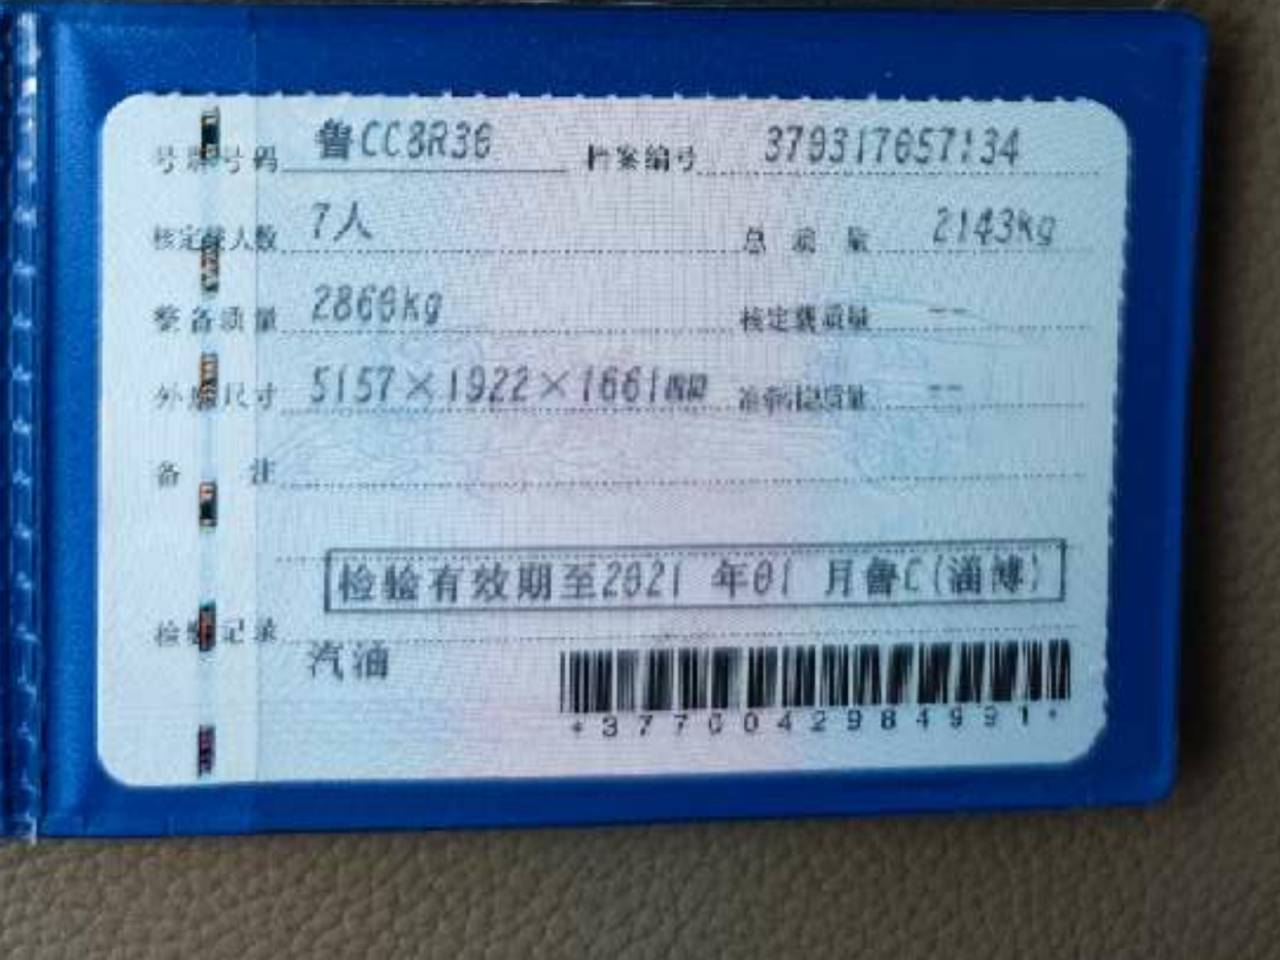 号牌号码 鲁CC8R36 档案编号 379317657134
核定载人数 7人 总质量 2143kg
整备质量 2866kg 核定载质量 --
外廓尺寸 5157×1922×1661mm 准牵引总质量 --
备注
检验有效期至2021 年01 月鲁C(淄博)
检验记录
汽油
*3770042984991*